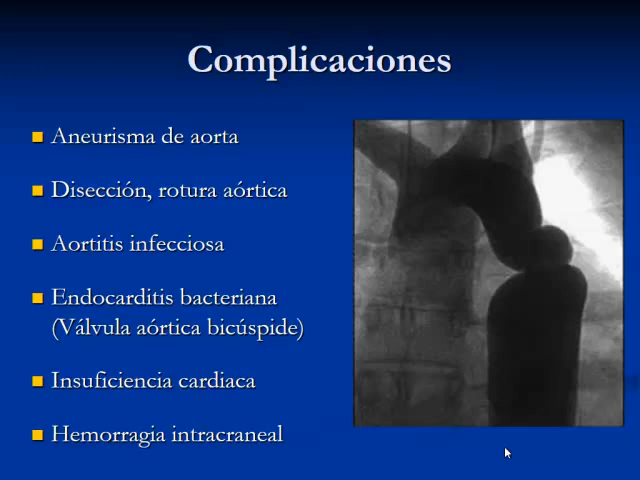 Complicaciones
Aneurisma de aorta
Disección, rotura aórtica
Aortitis infecciosa
Endocarditis bacteriana
(Válvula aórtica bicúspide)
Insuficiencia cardiaca
Hemorragia intracraneal